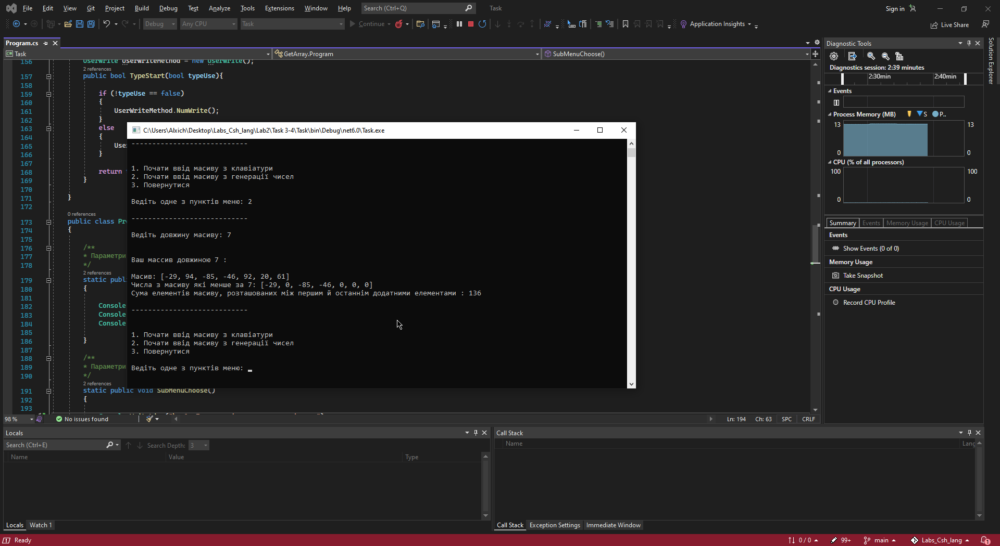 File Edit View Git Project Build Debug Test Analyze Tools Extensions Window Help Search (Ctrl+Q) Task Sign in
Debug Any CPU Task Continue Application Insights Live Share
Program.cs
Task GetArray.Program SubMenuChoose()
156 UserWrite UserWriteMethod = new UserWrite();
2 references
157 public bool TypeStart(bool typeUse){
158
159 if (!typeUse == false)
160 {
161 UserWriteMethod.NumWrite();
162 }
163 else
164 {
165 Use
166 }
167
168 return
169 }
170
171 }
172
0 references
173 public class Pr
174 {
175
176 /**
177 * Параметри
178 */
2 references
179 static publ
180 {
181
182 Console
183 Console
184 Console
185
186 }
187
188 /**
189 * Параметри
190 */
2 references
191 static public void SubMenuChoose()
192 {
193
C:\Users\Alxich\Desktop\Labs_Csh_lang\Lab2\Task 3-4\Task\bin\Debug\net6.0\Task.exe
----------------------------
1. Почати ввід масиву з клавіатури
2. Почати ввід масиву з генерації чисел
3. Повернутися
Ведіть одне з пунктів меню: 2
----------------------------
Ведіть довжину масиву: 7
Ваш массив довжиною 7 :
Масив: [-29, 94, -85, -46, 92, 20, 61]
Числа з масиву які менше за 7: [-29, 0, -85, -46, 0, 0, 0]
Сума елементів масиву, розташованих між першим й останнім додатними елементами : 136
----------------------------
1. Почати ввід масиву з клавіатури
2. Почати ввід масиву з генерації чисел
3. Повернутися
Ведіть одне з пунктів меню:
98 % No issues found Ln: 194 Ch: 63 SPC CRLF
Diagnostic Tools
Diagnostics session: 2:39 minutes
2:30min 2:40min
Events
Process Memory (MB) S P..
13 13
0 0
CPU (% of all processors)
100 100
0 0
Summary Events Memory Usage CPU Usage
Events
Show Events (0 of 0)
Memory Usage
Take Snapshot
CPU Usage
Record CPU Profile
Solution Explorer
Locals
Search (Ctrl+E) Search Depth: 3
Name Value Type
Locals Watch 1
Call Stack
Name Lang
Call Stack Exception Settings Immediate Window
Ready 0 / 0 99+ main Labs_Csh_lang 1